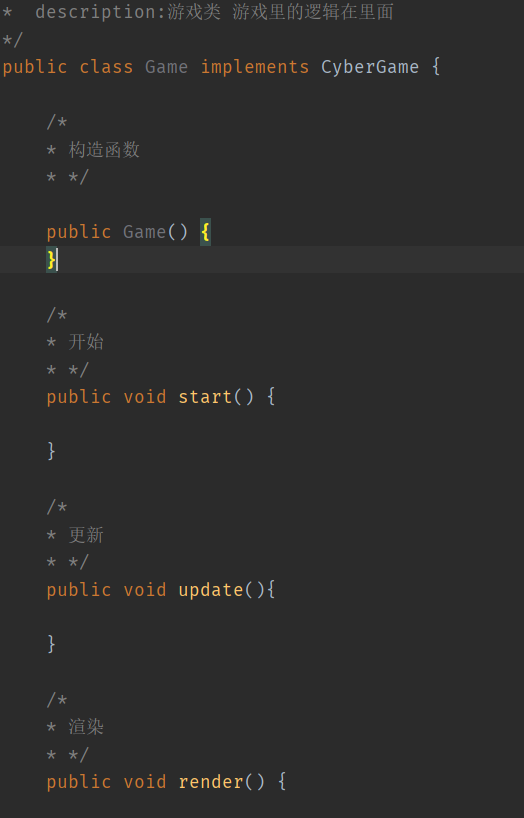 * description:游戏类 游戏里的逻辑在里面
*/
public class Game implements CyberGame {
/*
* 构造函数
* */
public Game() {
}
/*
* 开始
* */
public void start() {
}
/*
* 更新
* */
public void update(){
}
/*
* 渲染
* */
public void render() {